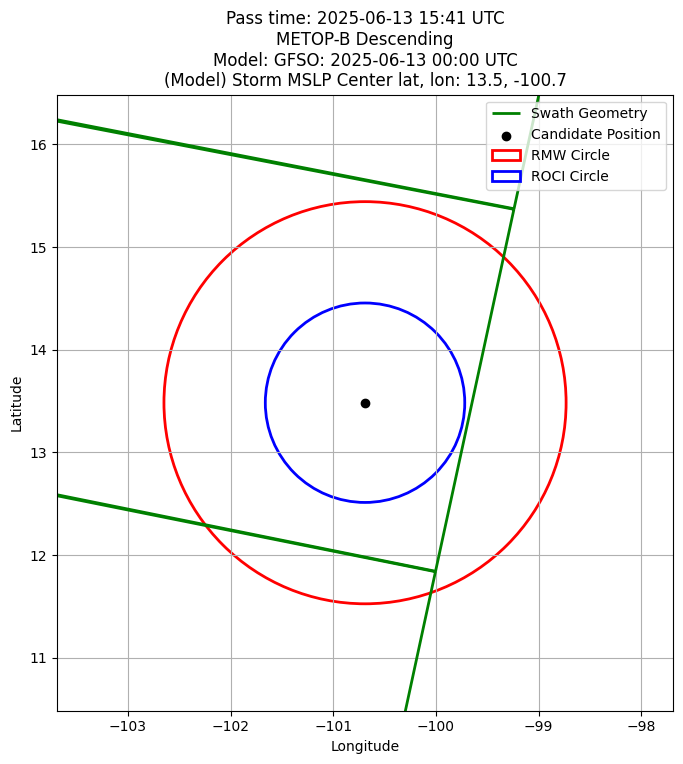 Pass time: 2025-06-13 15:41 UTC
METOP-B Descending
Model: GFSO: 2025-06-13 00:00 UTC
(Model) Storm MSLP Center lat, lon: 13.5, -100.7
Swath Geometry
Candidate Position
RMW Circle
ROCI Circle
16
15
14
13
12
11
Latitude
−103
−102
−101
−100
−99
−98
Longitude